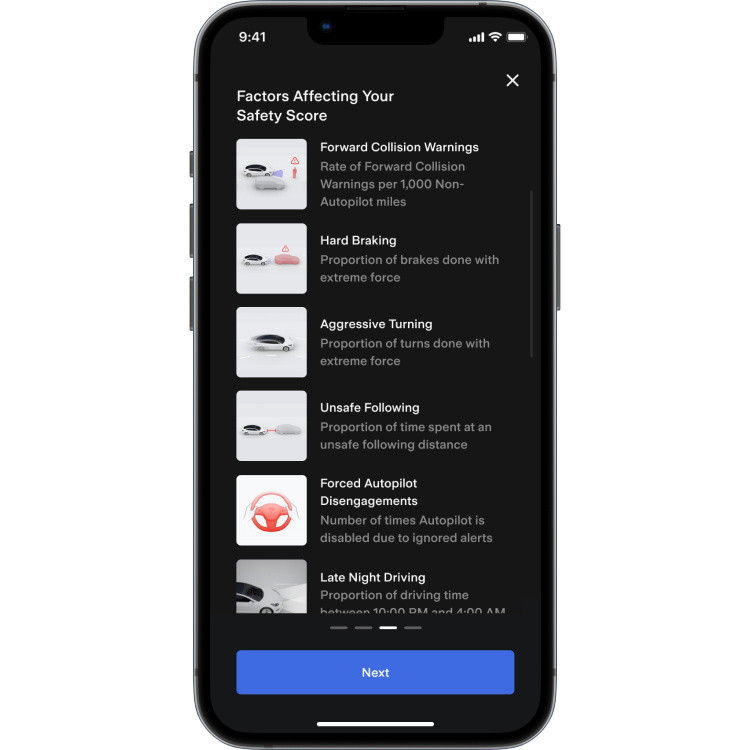 9:41
Factors Affecting Your
Safety Score
Forward Collision Warnings
Rate of Forward Collision
Warnings per 1,000 Non-
Autopilot miles
Hard Braking
Proportion of brakes done with
extreme force
Aggressive Turning
Proportion of turns done with
extreme force
Unsafe Following
Proportion of time spent at an
unsafe following distance
Forced Autopilot
Disengagements
Number of times Autopilot is
disabled due to ignored alerts
Late Night Driving
Proportion of driving time
between 10:00 PM and 4:00 AM
Next